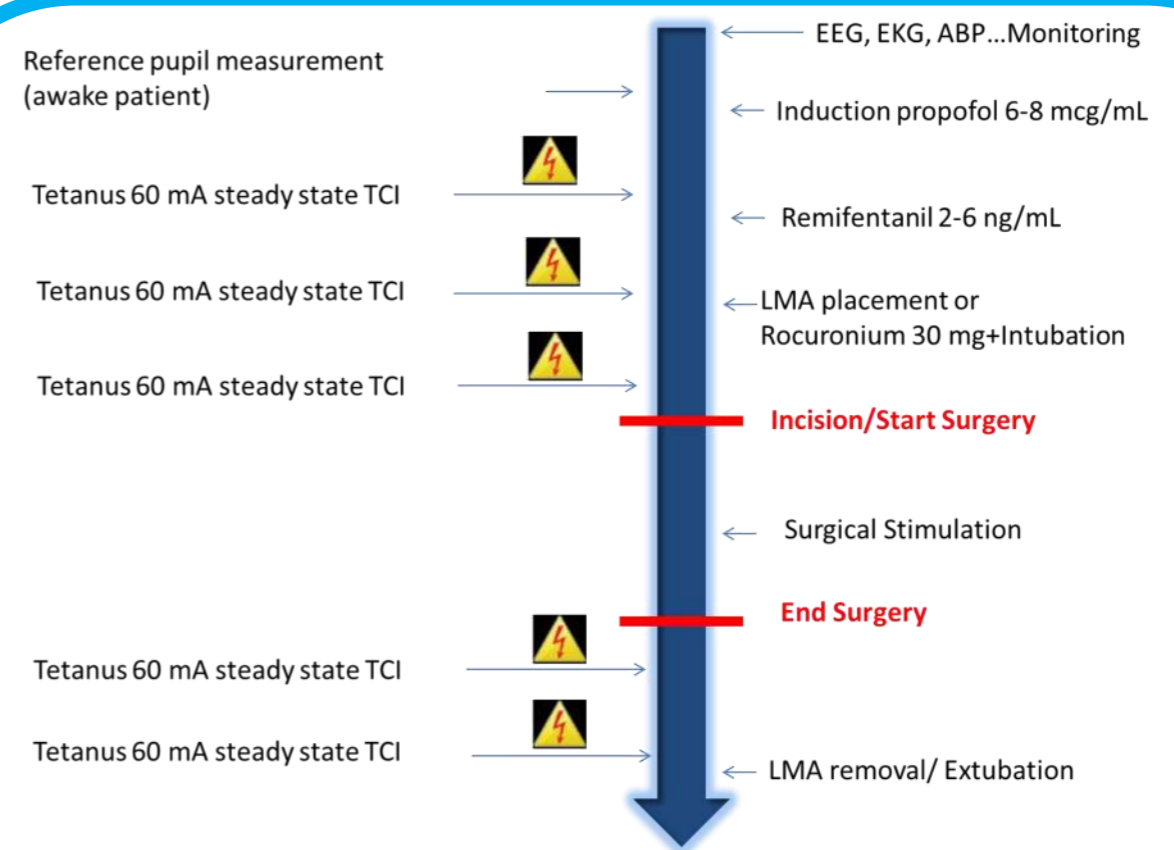 EEG, EKG, ABP...Monitoring
Reference pupil measurement
(awake patient)
Induction propofol 6-8 mcg/mL
Tetanus 60 mA steady state TCI
Remifentanil 2-6 ng/mL
Tetanus 60 mA steady state TCI
LMA placement or
Rocuronium 30 mg+Intubation
Tetanus 60 mA steady state TCI
Incision/Start Surgery
Surgical Stimulation
End Surgery
Tetanus 60 mA steady state TCI
Tetanus 60 mA steady state TCI
LMA removal/ Extubation